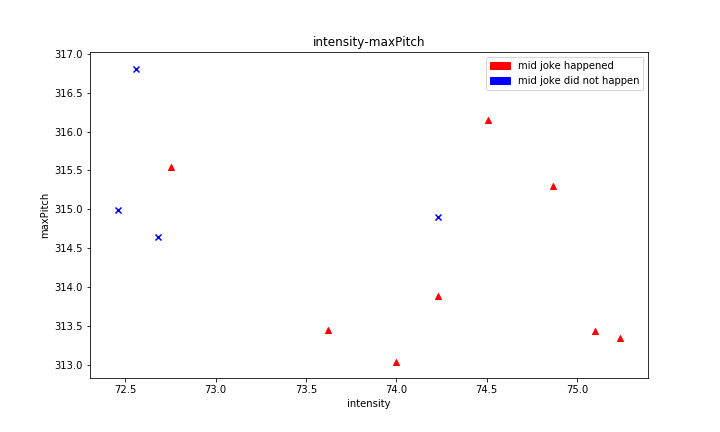 intensity-maxPitch
mid joke happened
mid joke did not happen
maxPitch
317.0
316.5
316.0
315.5
315.0
314.5
314.0
313.5
313.0
72.5 73.0 73.5 74.0 74.5 75.0
intensity